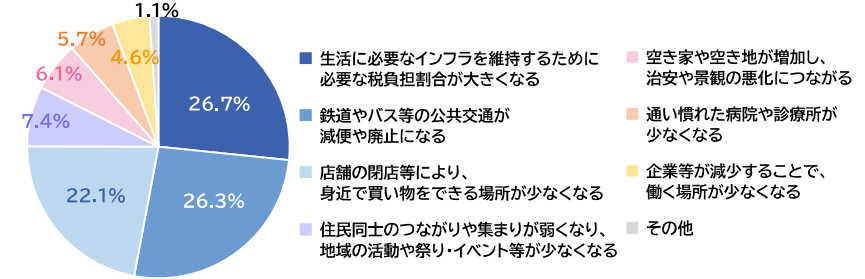 1.1%
5.7%
4.6%
6.1%
7.4%
26.7%
22.1%
26.3%
生活に必要なインフラを維持するために
必要な税負担割合が大きくなる
鉄道やバス等の公共交通が
減便や廃止になる
店舗の閉店等により、
身近で買い物をできる場所が少なくなる
住民同士のつながりや集まりが弱くなり、
地域の活動や祭り・イベント等が少なくなる
空き家や空き地が増加し、
治安や景観の悪化につながる
通い慣れた病院や診療所が
少なくなる
企業等が減少することで、
働く場所が少なくなる
その他